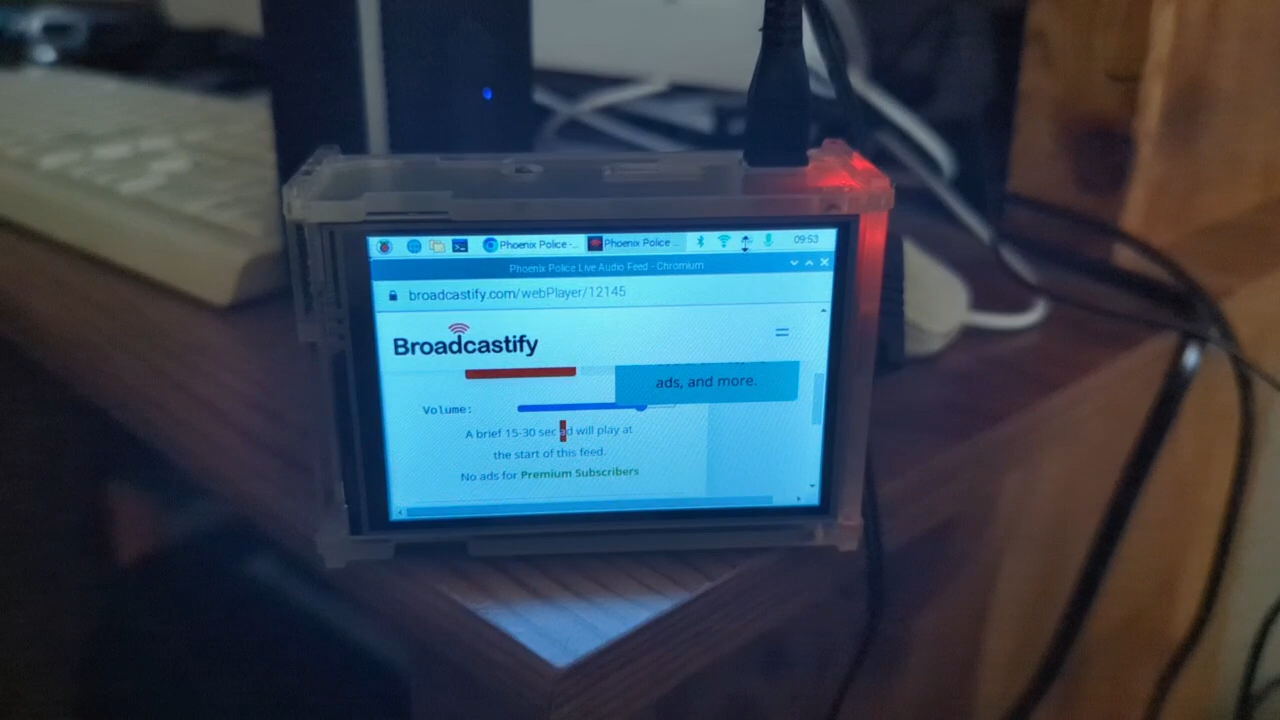 Phoenix Police -... Phoenix Police ... 09:53
Phoenix Police Live Audio Feed - Chromium
broadcastify.com/webPlayer/12145
Broadcastify
ads, and more.
Volume:
A brief 15-30 sec ad will play at
the start of this feed.
No ads for Premium Subscribers